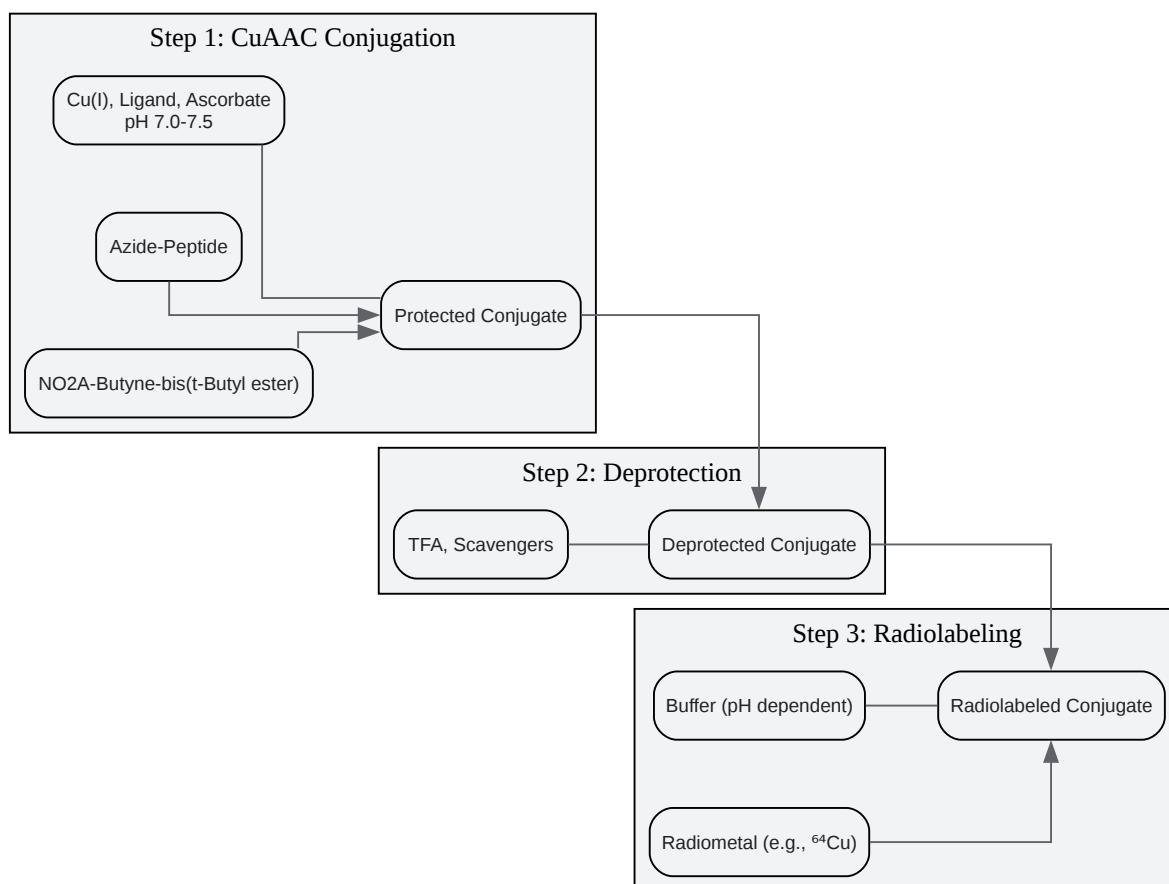 Step 1: CuAAC Conjugation
Cu(I), Ligand, Ascorbate
pH 7.0-7.5
Azide-Peptide
Protected Conjugate
NO2A-Butyne-bis(t-Butyl ester)
Step 2: Deprotection
TFA, Scavengers
Deprotected Conjugate
Step 3: Radiolabeling
Buffer (pH dependent)
Radiolabeled Conjugate
Radiometal (e.g., ⁶⁴Cu)